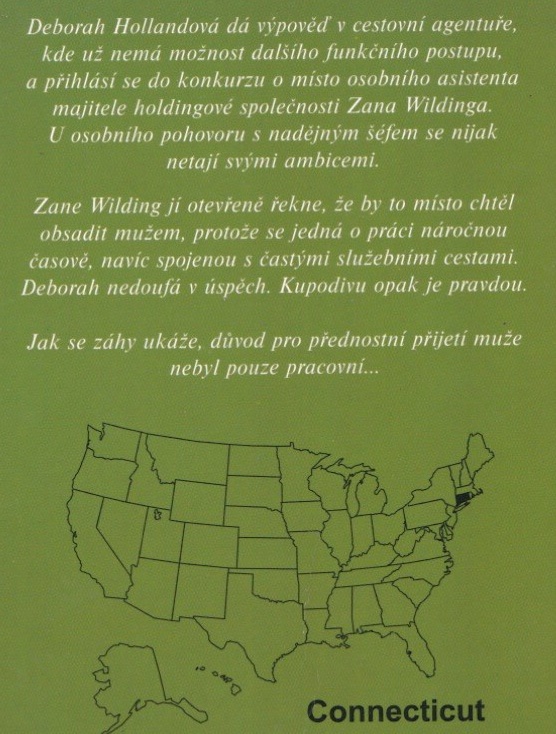 Deborah Hollandová dá výpověď v cestovní agentuře,
kde už nemá možnost dalšího funkčního postupu,
a přihlásí se do konkurzu o místo osobního asistenta
majitele holdingové společnosti Zana Wildinga.
U osobního pohovoru s nadějným šéfem se nijak
netají svými ambicemi.
Zane Wilding jí otevřeně řekne, že by to místo chtěl
obsadit mužem, protože se jedná o práci náročnou
časově, navíc spojenou s častými služebními cestami.
Deborah nedoufá v úspěch. Kupodivu opak je pravdou.
Jak se záhy ukáže, důvod pro přednostní přijetí muže
nebyl pouze pracovní...
Connecticut